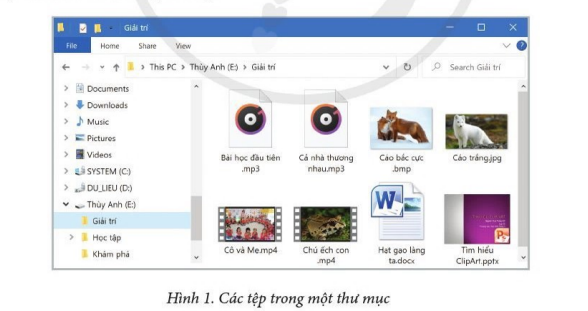 Giải trí
File Home Share View
This PC > Thùy Anh (E:) > Giải trí
Search Giải trí
Documents
Downloads
Music
Pictures
Videos
SYSTEM (C:)
DU_LIEU (D:)
Thùy Anh (E:)
Giải trí
Học tập
Khám phá
Bài học đầu tiên
.mp3
Cả nhà thương
nhau.mp3
Cáo bắc cực
.bmp
Cáo trắng.jpg
Cô và Mẹ.mp4
Chú ếch con
.mp4
Hạt gạo làng
ta.docx
Tìm hiểu
ClipArt.pptx
Hình 1. Các tệp trong một thư mục